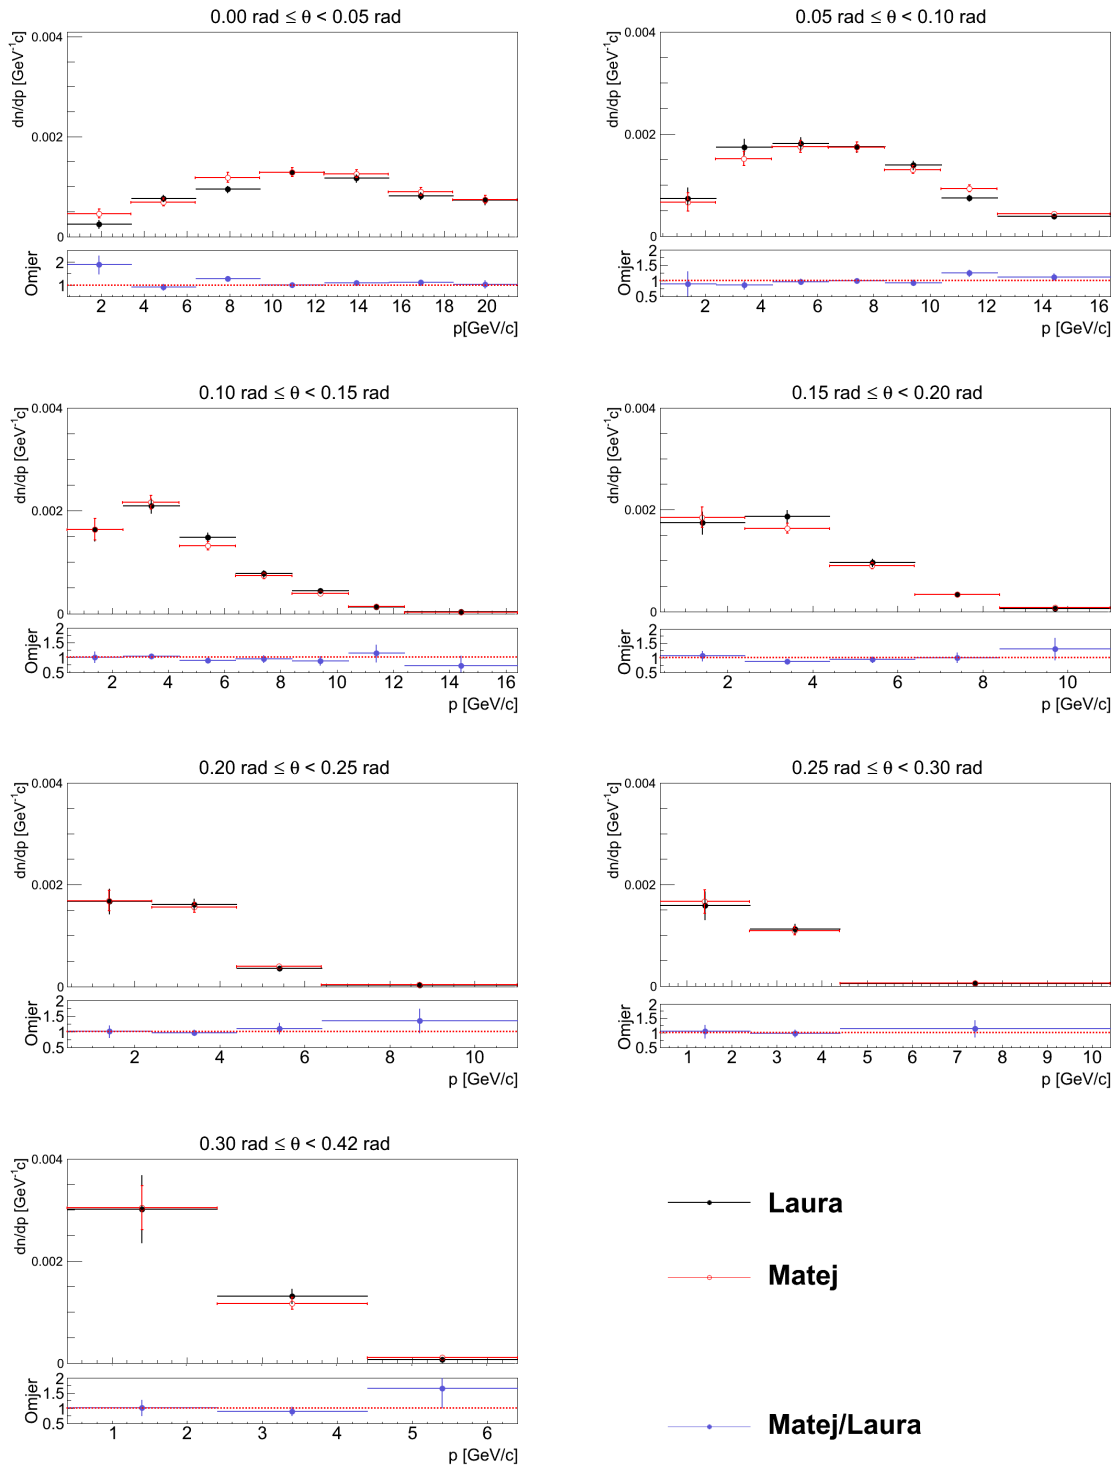 0.00 rad ≤ θ < 0.05 rad
dn/dp [GeV⁻¹c]
0.004
0.002
0
Omjer
2
1
2 4 6 8 10 12 14 16 18 20
p[GeV/c]
0.05 rad ≤ θ < 0.10 rad
dn/dp [GeV⁻¹c]
0.004
0.002
0
Omjer
2
1.5
1
0.5
2 4 6 8 10 12 14 16
p [GeV/c]
0.10 rad ≤ θ < 0.15 rad
dn/dp [GeV⁻¹c]
0.004
0.002
0
Omjer
2
1.5
1
0.5
2 4 6 8 10 12 14 16
p [GeV/c]
0.15 rad ≤ θ < 0.20 rad
dn/dp [GeV⁻¹c]
0.004
0.002
0
Omjer
2
1.5
1
0.5
2 4 6 8 10
p [GeV/c]
0.20 rad ≤ θ < 0.25 rad
dn/dp [GeV⁻¹c]
0.004
0.002
0
Omjer
2
1.5
1
0.5
2 4 6 8 10
p [GeV/c]
0.25 rad ≤ θ < 0.30 rad
dn/dp [GeV⁻¹c]
0.004
0.002
0
Omjer
2
1.5
1
0.5
1 2 3 4 5 6 7 8 9 10
p [GeV/c]
0.30 rad ≤ θ < 0.42 rad
dn/dp [GeV⁻¹c]
0.004
0.002
0
Omjer
2
1.5
1
0.5
1 2 3 4 5 6
p [GeV/c]
Laura
Matej
Matej/Laura